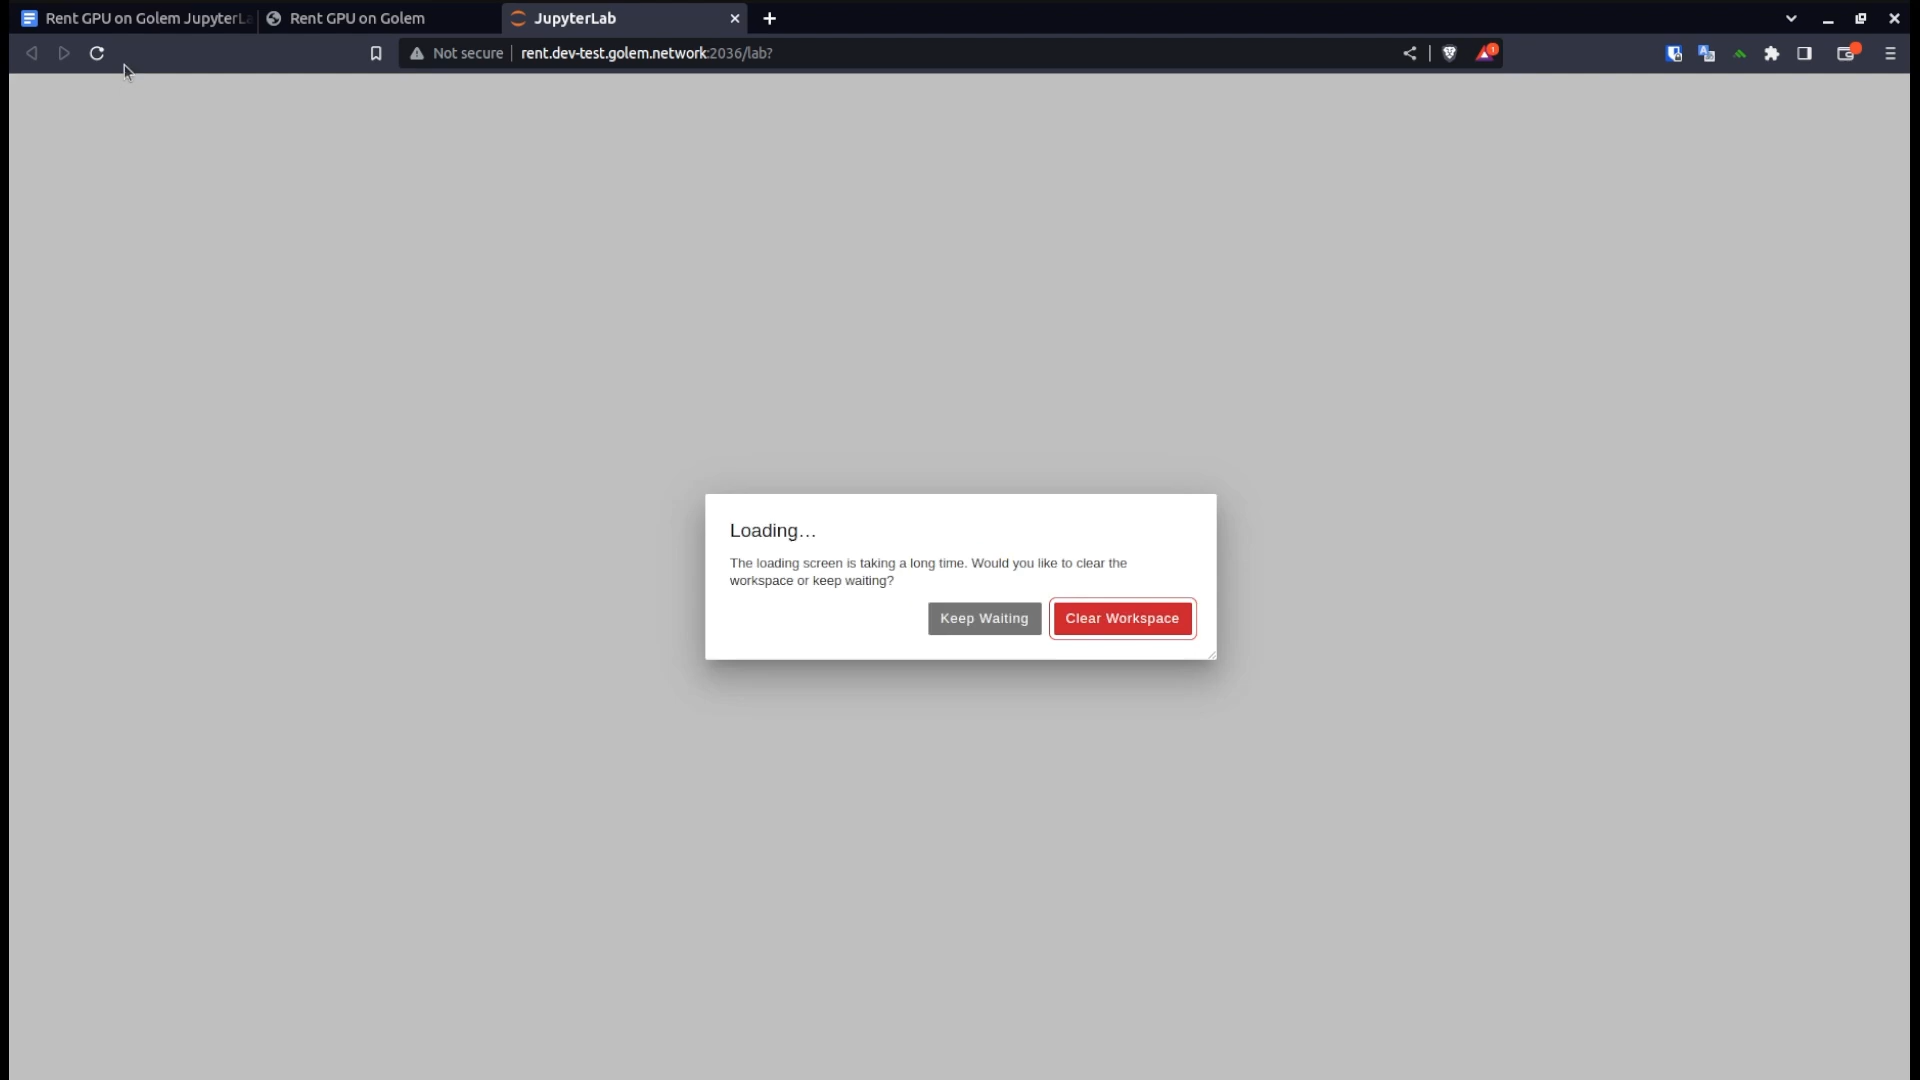 Rent GPU on Golem JupyterLa
Rent GPU on Golem
JupyterLab
Not secure
rent.dev-test.golem.network:2036/lab?
1
Loading…
The loading screen is taking a long time. Would you like to clear the
workspace or keep waiting?
Keep Waiting
Clear Workspace